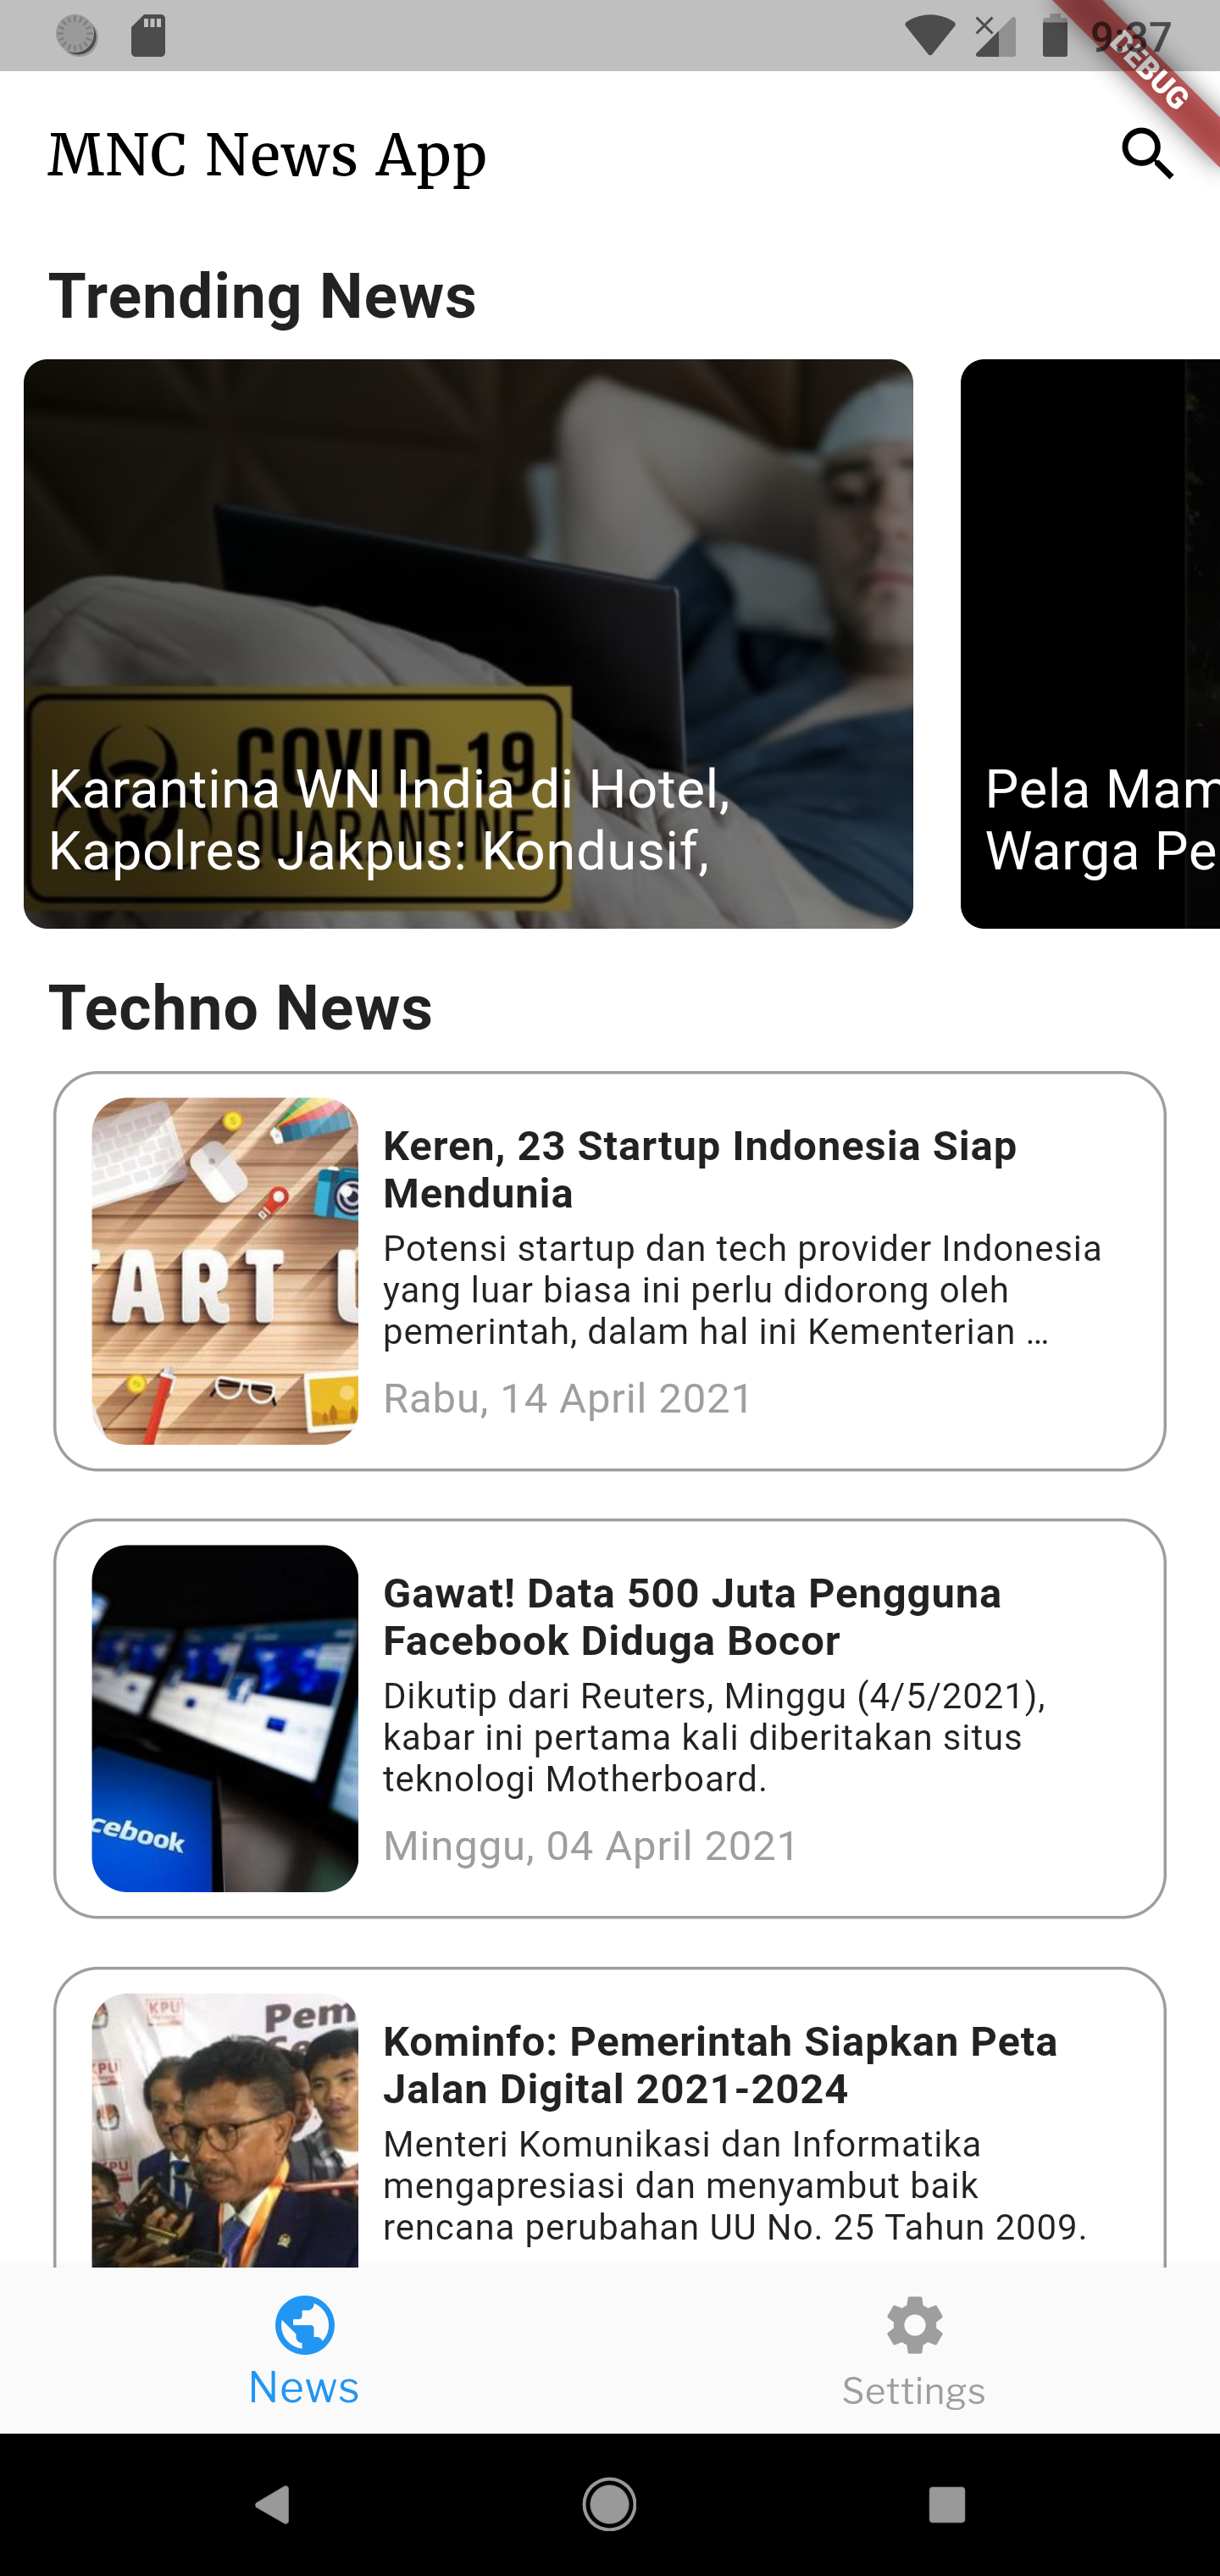 9:37
DEBUG
MNC News App
Trending News
COVID-19
QUARANTINE
Karantina WN India di Hotel,
Kapolres Jakpus: Kondusif,
Pela Mam
Warga Pe
Techno News
ART
Keren, 23 Startup Indonesia Siap
Mendunia
Potensi startup dan tech provider Indonesia
yang luar biasa ini perlu didorong oleh
pemerintah, dalam hal ini Kementerian ...
Rabu, 14 April 2021
cebook
Gawat! Data 500 Juta Pengguna
Facebook Diduga Bocor
Dikutip dari Reuters, Minggu (4/5/2021),
kabar ini pertama kali diberitakan situs
teknologi Motherboard.
Minggu, 04 April 2021
KPU
Pem
KPU
KPU
Kominfo: Pemerintah Siapkan Peta
Jalan Digital 2021-2024
Menteri Komunikasi dan Informatika
mengapresiasi dan menyambut baik
rencana perubahan UU No. 25 Tahun 2009.
News
Settings